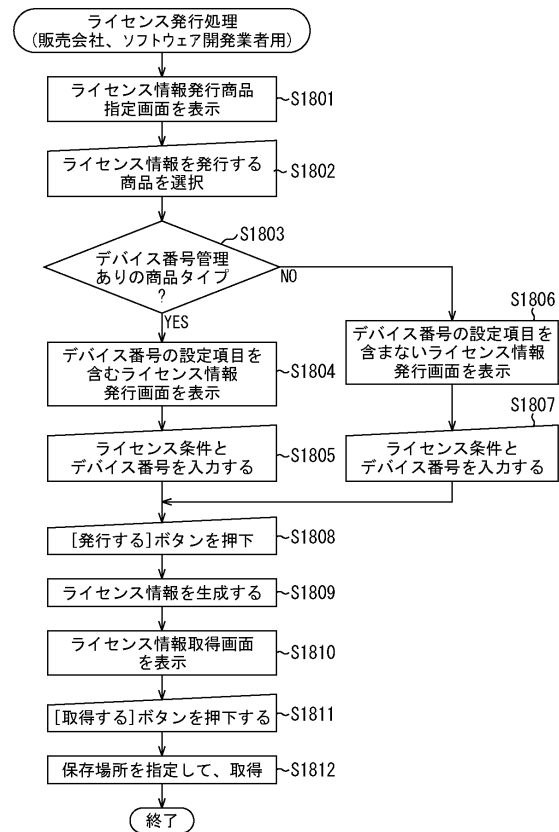 ライセンス発行処理
(販売会社、ソフトウェア開発業者用)
ライセンス情報発行商品
指定画面を表示
S1801
ライセンス情報を発行する
商品を選択
S1802
S1803
デバイス番号管理
ありの商品タイプ
?
NO
YES
デバイス番号の設定項目を
含むライセンス情報
発行画面を表示
S1804
S1806
デバイス番号の設定項目を
含まないライセンス情報
発行画面を表示
ライセンス条件と
デバイス番号を入力する
S1805
S1807
ライセンス条件と
デバイス番号を入力する
[発行する]ボタンを押下
S1808
ライセンス情報を生成する
S1809
ライセンス情報取得画面
を表示
S1810
[取得する]ボタンを押下する
S1811
保存場所を指定して、取得
S1812
終了